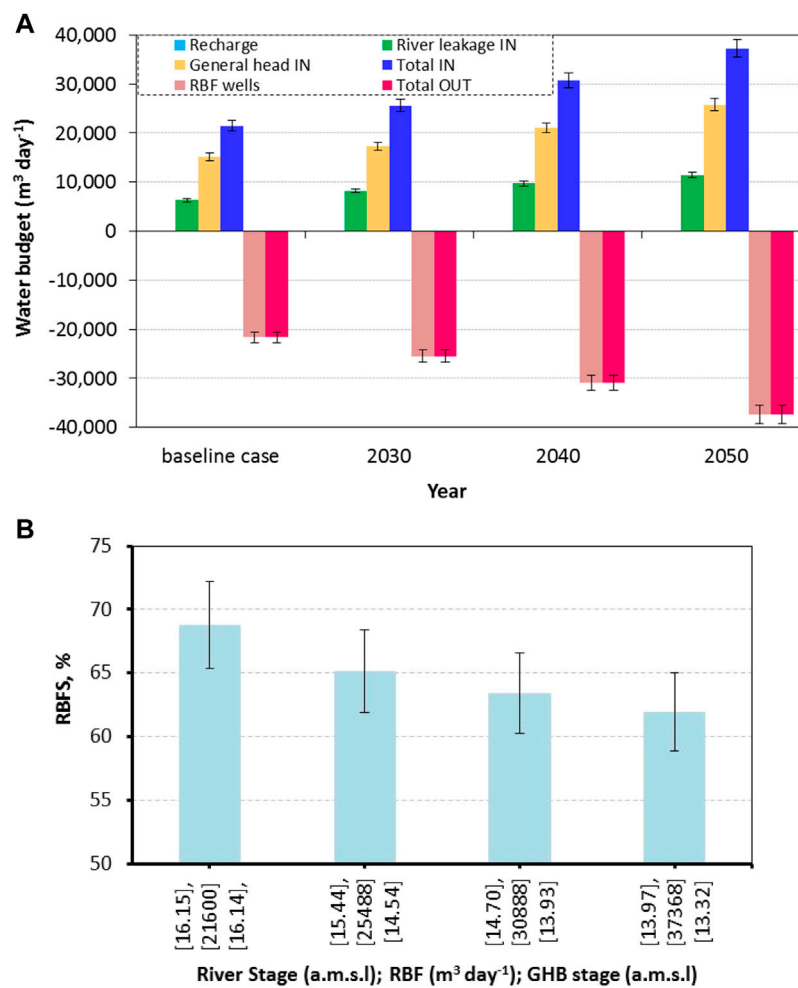 A
40,000
30,000
20,000
10,000
0
-10,000
-20,000
-30,000
-40,000
Water budget (m³ day⁻¹)
Recharge
River leakage IN
General head IN
Total IN
RBF wells
Total OUT
baseline case
2030
2040
2050
Year
B
75
70
65
60
55
50
RBFS, %
[16.15],
[21600]
[16.14],
[15.44],
[25488]
[14.54]
[14.70],
[30888]
[13.93]
[13.97],
37368]
[13.32]
River Stage (a.m.s.l); RBF (m³ day⁻¹); GHB stage (a.m.s.l)